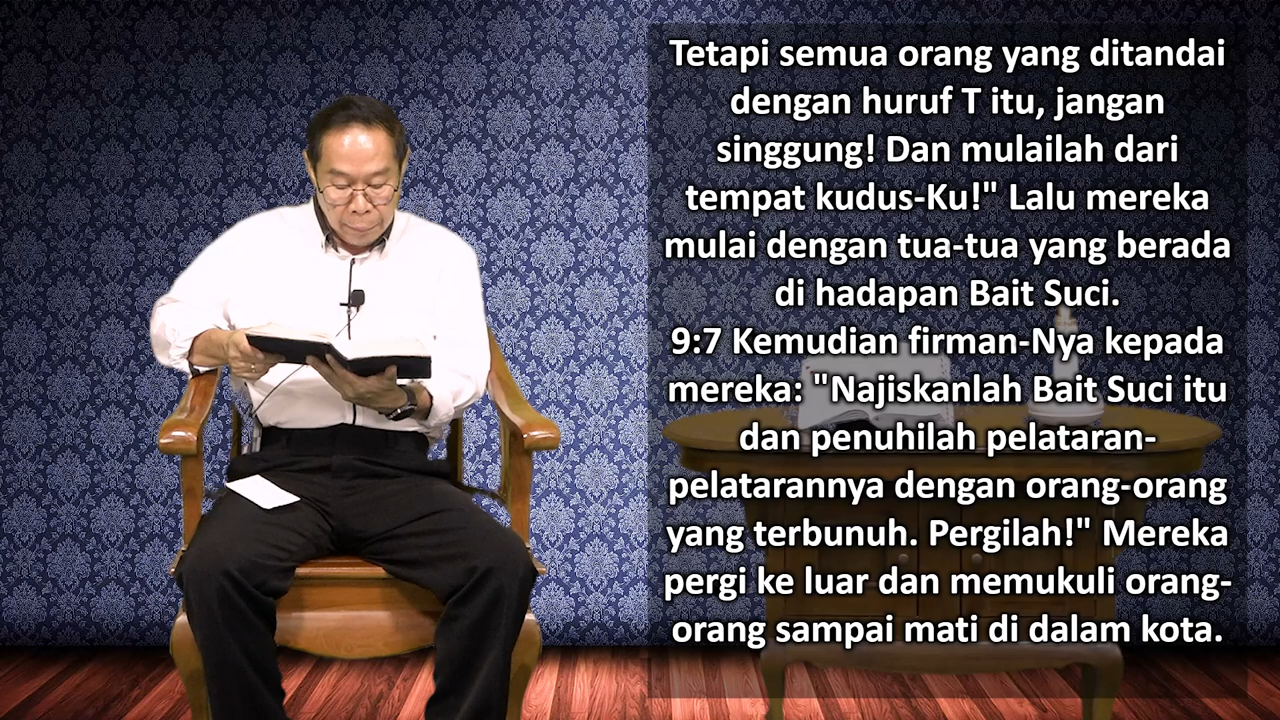 Tetapi semua orang yang ditandai
dengan huruf T itu, jangan
singgung! Dan mulailah dari
tempat kudus-Ku!" Lalu mereka
mulai dengan tua-tua yang berada
di hadapan Bait Suci.
9:7 Kemudian firman-Nya kepada
mereka: "Najiskanlah Bait Suci itu
dan penuhilah pelataran-
pelatarannya dengan orang-orang
yang terbunuh. Pergilah!" Mereka
pergi ke luar dan memukuli orang-
orang sampai mati di dalam kota.